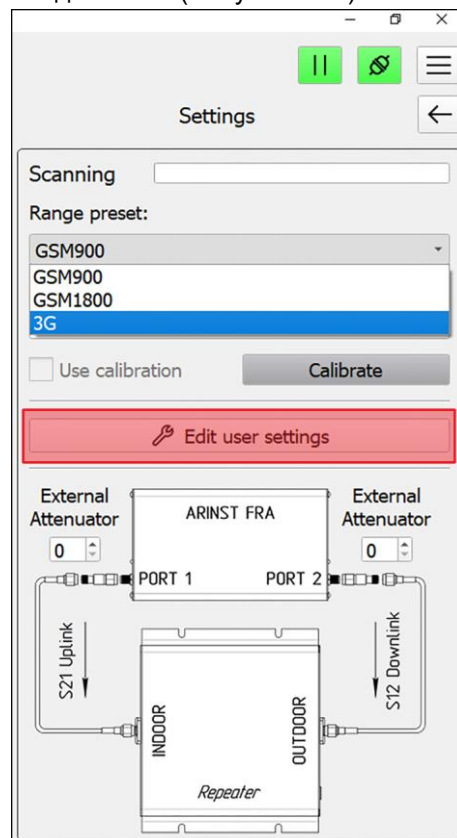 Settings
Scanning
Range preset:
GSM900
GSM900
GSM1800
3G
Use calibration
Calibrate
Edit user settings
External
Attenuator
0
ARINST FRA
PORT 1
PORT 2
External
Attenuator
0
S21 Uplink
S12 Downlink
INDOOR
OUTDOOR
Repeater